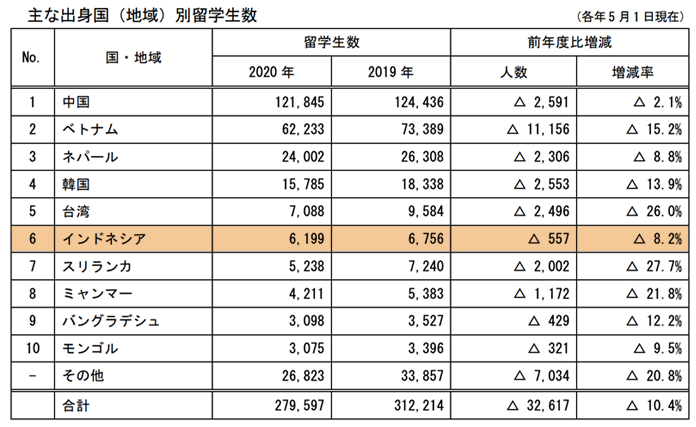 主な出身国（地域）別留学生数 （各年５月１日現在）
No. 国・地域 留学生数 前年度比増減
2020 年 2019 年 人数 増減率
1 中国 121,845 124,436 △ 2,591 △ 2.1%
2 ベトナム 62,233 73,389 △ 11,156 △ 15.2%
3 ネパール 24,002 26,308 △ 2,306 △ 8.8%
4 韓国 15,785 18,338 △ 2,553 △ 13.9%
5 台湾 7,088 9,584 △ 2,496 △ 26.0%
6 インドネシア 6,199 6,756 △ 557 △ 8.2%
7 スリランカ 5,238 7,240 △ 2,002 △ 27.7%
8 ミャンマー 4,211 5,383 △ 1,172 △ 21.8%
9 バングラデシュ 3,098 3,527 △ 429 △ 12.2%
10 モンゴル 3,075 3,396 △ 321 △ 9.5%
− その他 26,823 33,857 △ 7,034 △ 20.8%
合計 279,597 312,214 △ 32,617 △ 10.4%